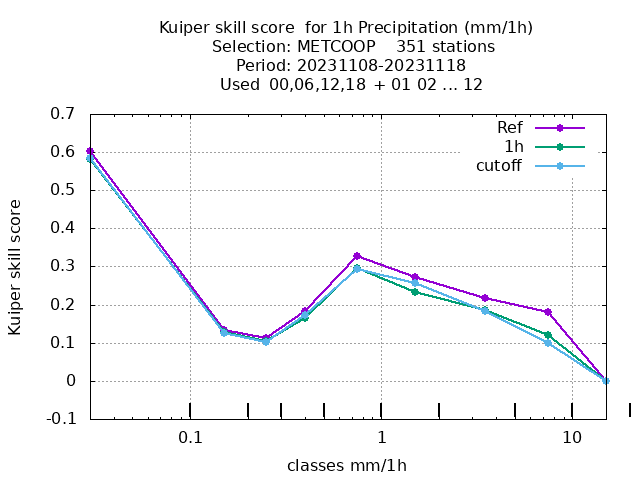 Kuiper skill score  for 1h Precipitation (mm/1h)
Selection: METCOOP    351 stations
Period: 20231108-20231118
Used  00,06,12,18  + 01 02 ... 12
Ref
1h
cutoff
0.7
0.6
0.5
0.4
0.3
0.2
0.1
0
-0.1
Kuiper skill score
0.1 1 10
classes mm/1h